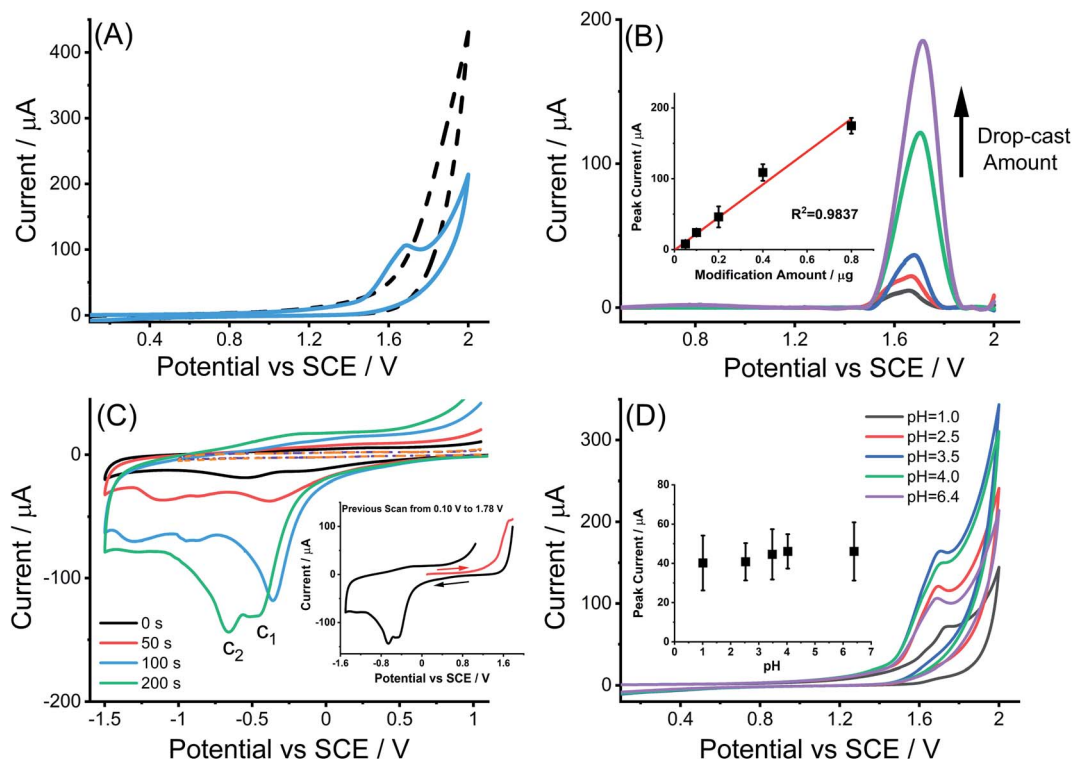 (A)
Current / μA
400
300
200
100
0
0.4
0.8
1.2
1.6
2
Potential vs SCE / V
(B)
Current / μA
200
100
0
0.8
1.2
1.6
2
Potential vs SCE / V
Drop-cast
Amount
Peak Current / μA
200
100
0
0.0
0.2
0.4
0.6
0.8
Modification Amount / μg
R²=0.9837
(C)
Current / μA
0
-100
-200
-1.5
-1
-0.5
0
0.5
1
Potential vs SCE / V
0 s
50 s
100 s
200 s
c₂
c₁
Previous Scan from 0.10 V to 1.78 V
Current / μA
100
0
-100
-1.6
-0.8
0
0.8
1.6
Potential vs SCE / V
(D)
Current / μA
300
200
100
0
0.4
0.8
1.2
1.6
2
Potential vs SCE / V
pH=1.0
pH=2.5
pH=3.5
pH=4.0
pH=6.4
Peak Current / μA
80
60
40
20
0
0
1
2
3
4
5
6
7
pH